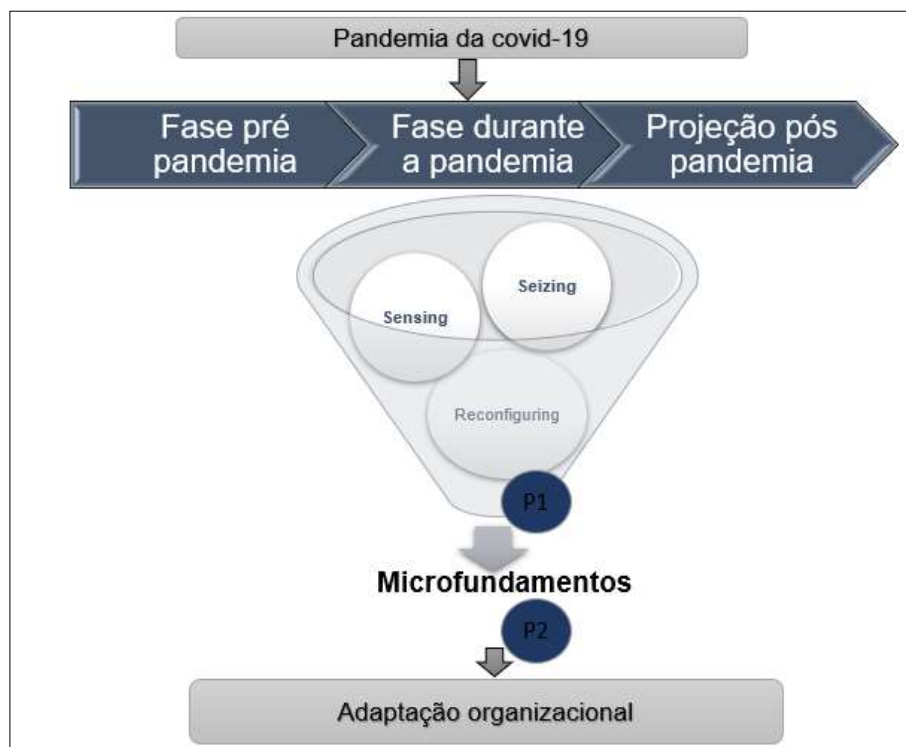 Pandemia da covid-19
Fase pré
pandemia
Fase durante
a pandemia
Projeção pós
pandemia
Seizing
Sensing
Reconfiguring
P1
Microfundamentos
P2
Adaptação organizacional